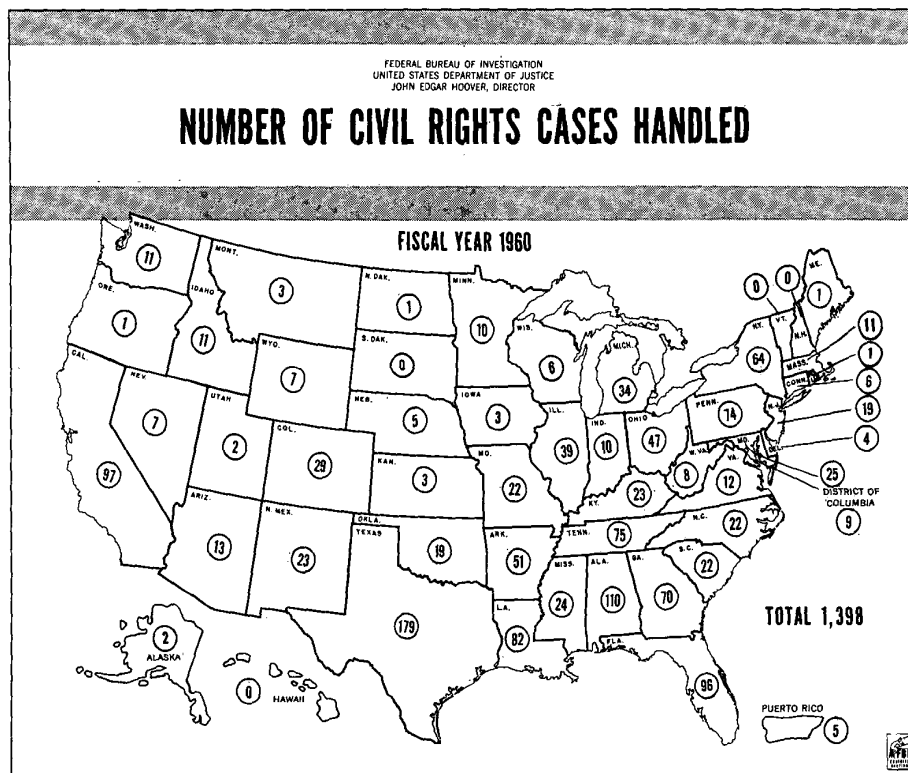 FEDERAL BUREAU OF INVESTIGATION
UNITED STATES DEPARTMENT OF JUSTICE
JOHN EDGAR HOOVER, DIRECTOR
NUMBER OF CIVIL RIGHTS CASES HANDLED
FISCAL YEAR 1960
WASH.
11
MONT.
3
N. DAK.
1
MINN.
10
ORE.
1
IDAHO
11
WYO.
7
S. DAK.
0
WIS.
6
MICH.
34
N.Y.
64
VT.
0
N.H.
0
ME.
1
MASS.
11
1
CONN.
6
N.J.
19
DEL.
4
MD.
25
DISTRICT OF
COLUMBIA
9
CAL.
97
NEV.
7
UTAH
2
COL.
29
NEB.
5
KAN.
3
IOWA
3
MO.
22
ILL.
39
IND.
10
OHIO
47
PENN.
74
W. VA.
8
VA.
12
KY.
23
ARIZ.
13
N. MEX.
23
OKLA.
19
TEXAS
179
ARK.
51
TENN.
75
N.C.
22
S.C.
22
MISS.
24
ALA.
110
GA.
70
LA.
82
FLA.
96
TOTAL 1,398
2
ALASKA
0
HAWAII
PUERTO RICO
5